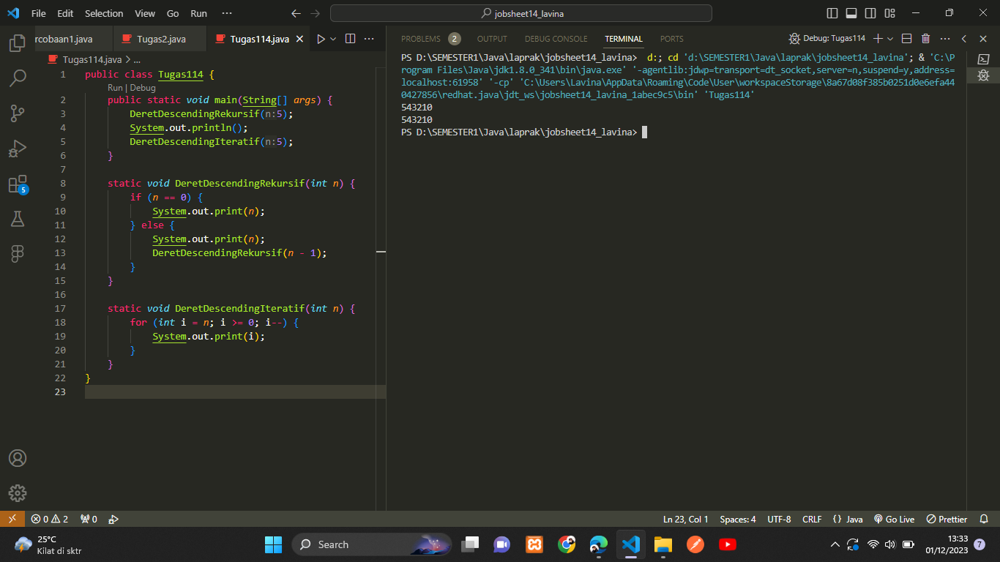 File Edit Selection View Go Run ··· jobsheet14_lavina
rcobaan1.java Tugas2.java Tugas114.java
Tugas114.java > ...
1 public class Tugas114 {
Run | Debug
2 public static void main(String[] args) {
3 DeretDescendingRekursif(n:5);
4 System.out.println();
5 DeretDescendingIteratif(n:5);
6 }
7
8 static void DeretDescendingRekursif(int n) {
9 if (n == 0) {
10 System.out.print(n);
11 } else {
12 System.out.print(n);
13 DeretDescendingRekursif(n - 1);
14 }
15 }
16
17 static void DeretDescendingIteratif(int n) {
18 for (int i = n; i >= 0; i--) {
19 System.out.print(i);
20 }
21 }
22 }
23
5
PROBLEMS 2 OUTPUT DEBUG CONSOLE TERMINAL PORTS Debug: Tugas114
PS D:\SEMESTER1\Java\laprak\jobsheet14_lavina> d:; cd 'd:\SEMESTER1\Java\laprak\jobsheet14_lavina'; & 'C:\P
rogram Files\Java\jdk1.8.0_341\bin\java.exe' '-agentlib:jdwp=transport=dt_socket,server=n,suspend=y,address=
localhost:61958' '-cp' 'C:\Users\Lavina\AppData\Roaming\Code\User\workspaceStorage\8a67d08f385b0251d0e6efa44
0427856\redhat.java\jdt_ws\jobsheet14_lavina_1abec9c5\bin' 'Tugas114'
543210
543210
PS D:\SEMESTER1\Java\laprak\jobsheet14_lavina>
0 2 0 Ln 23, Col 1 Spaces: 4 UTF-8 CRLF {} Java Go Live Prettier
25°C
Kilat di sktr
Search
13:33
01/12/2023
7